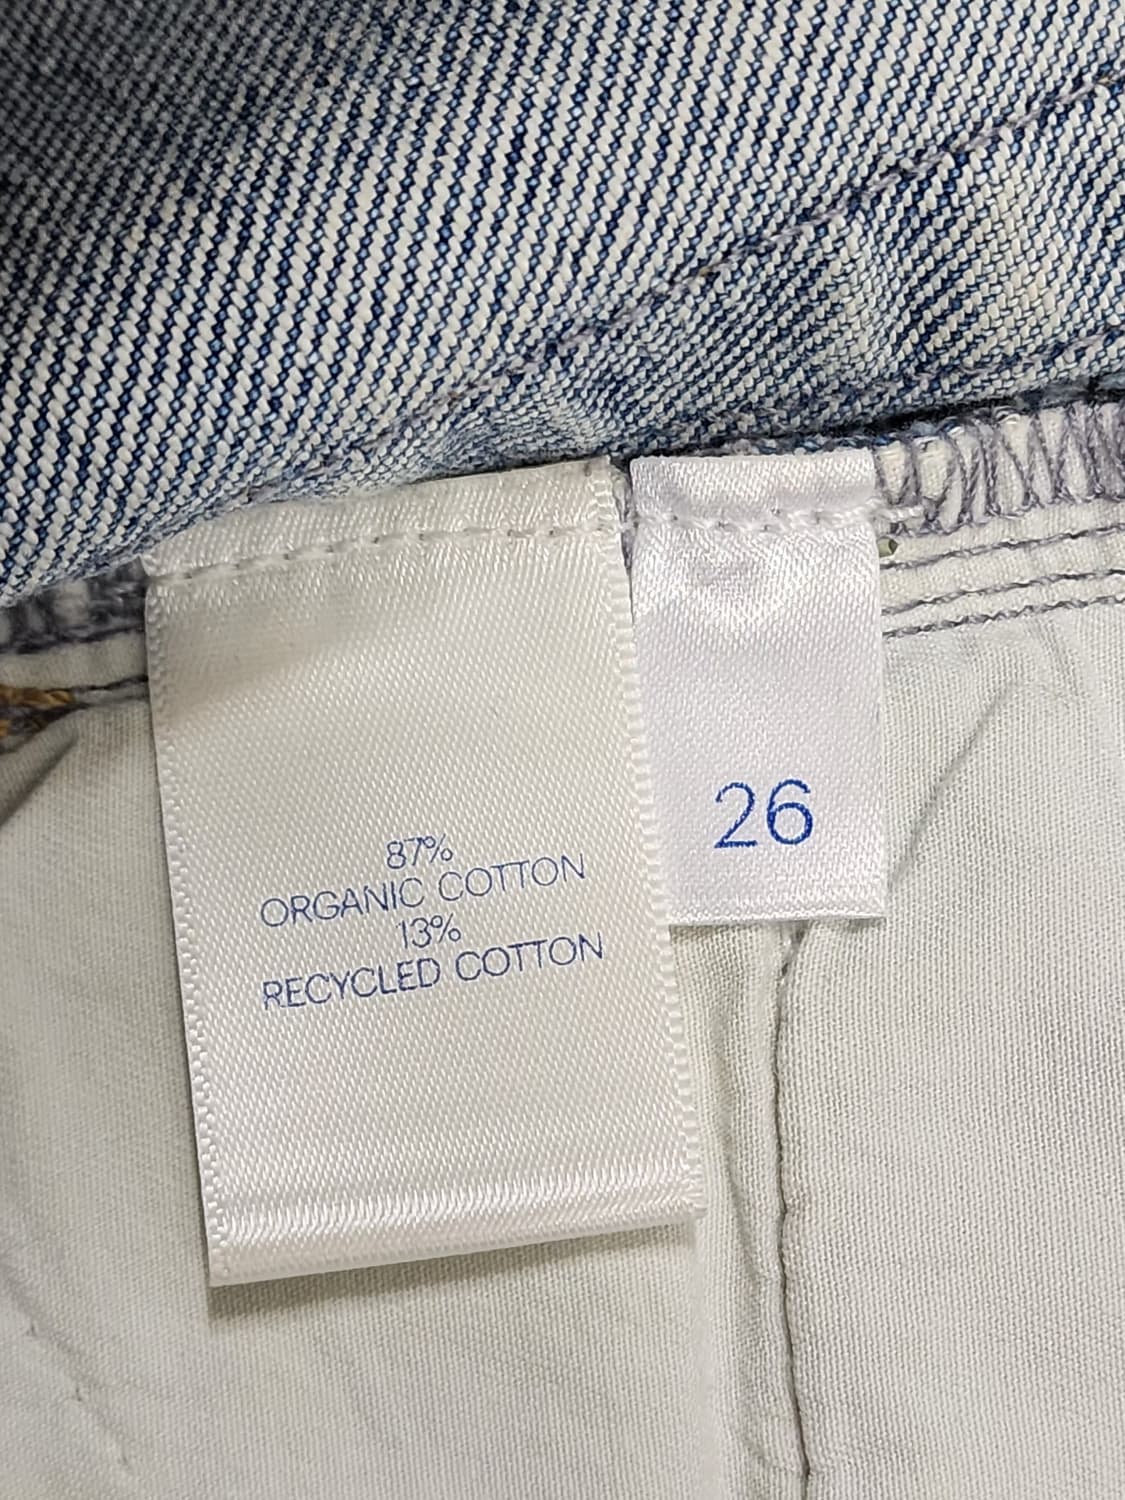 87%
ORGANIC COTTON
13%
RECYCLED COTTON
26